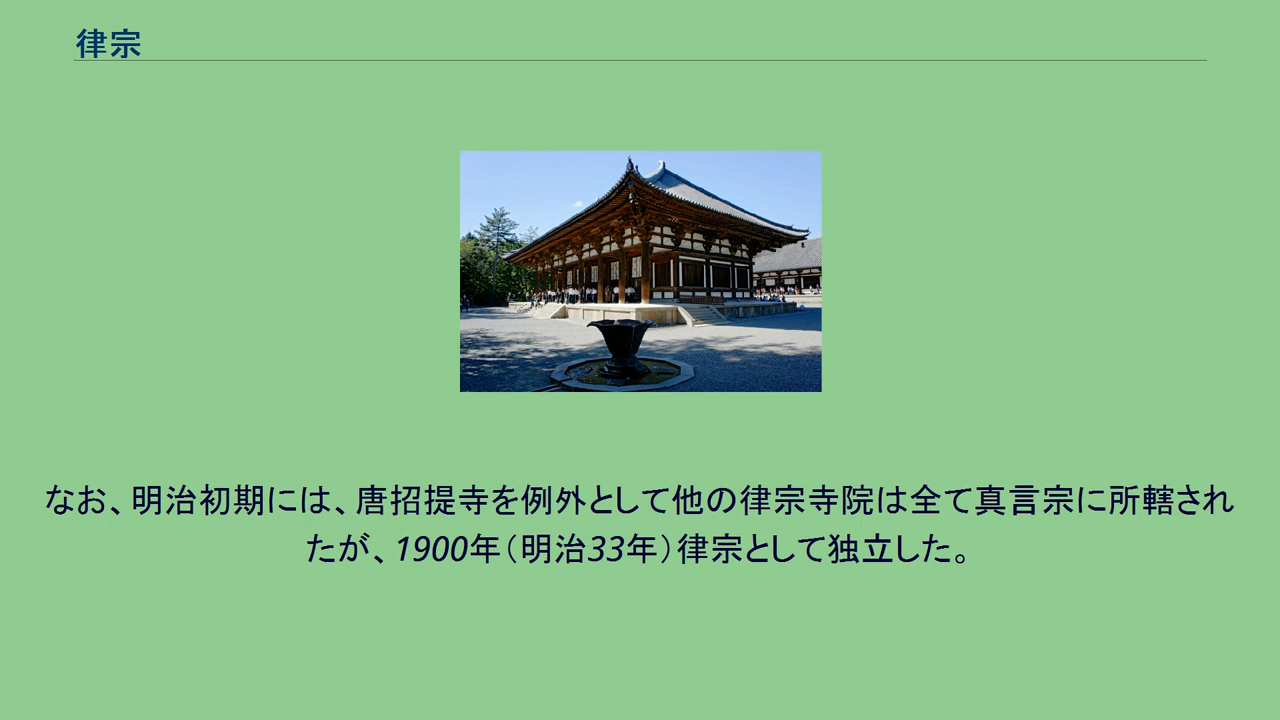 律宗
なお、明治初期には、唐招提寺を例外として他の律宗寺院は全て真言宗に所轄され
たが、1900年（明治33年）律宗として独立した。